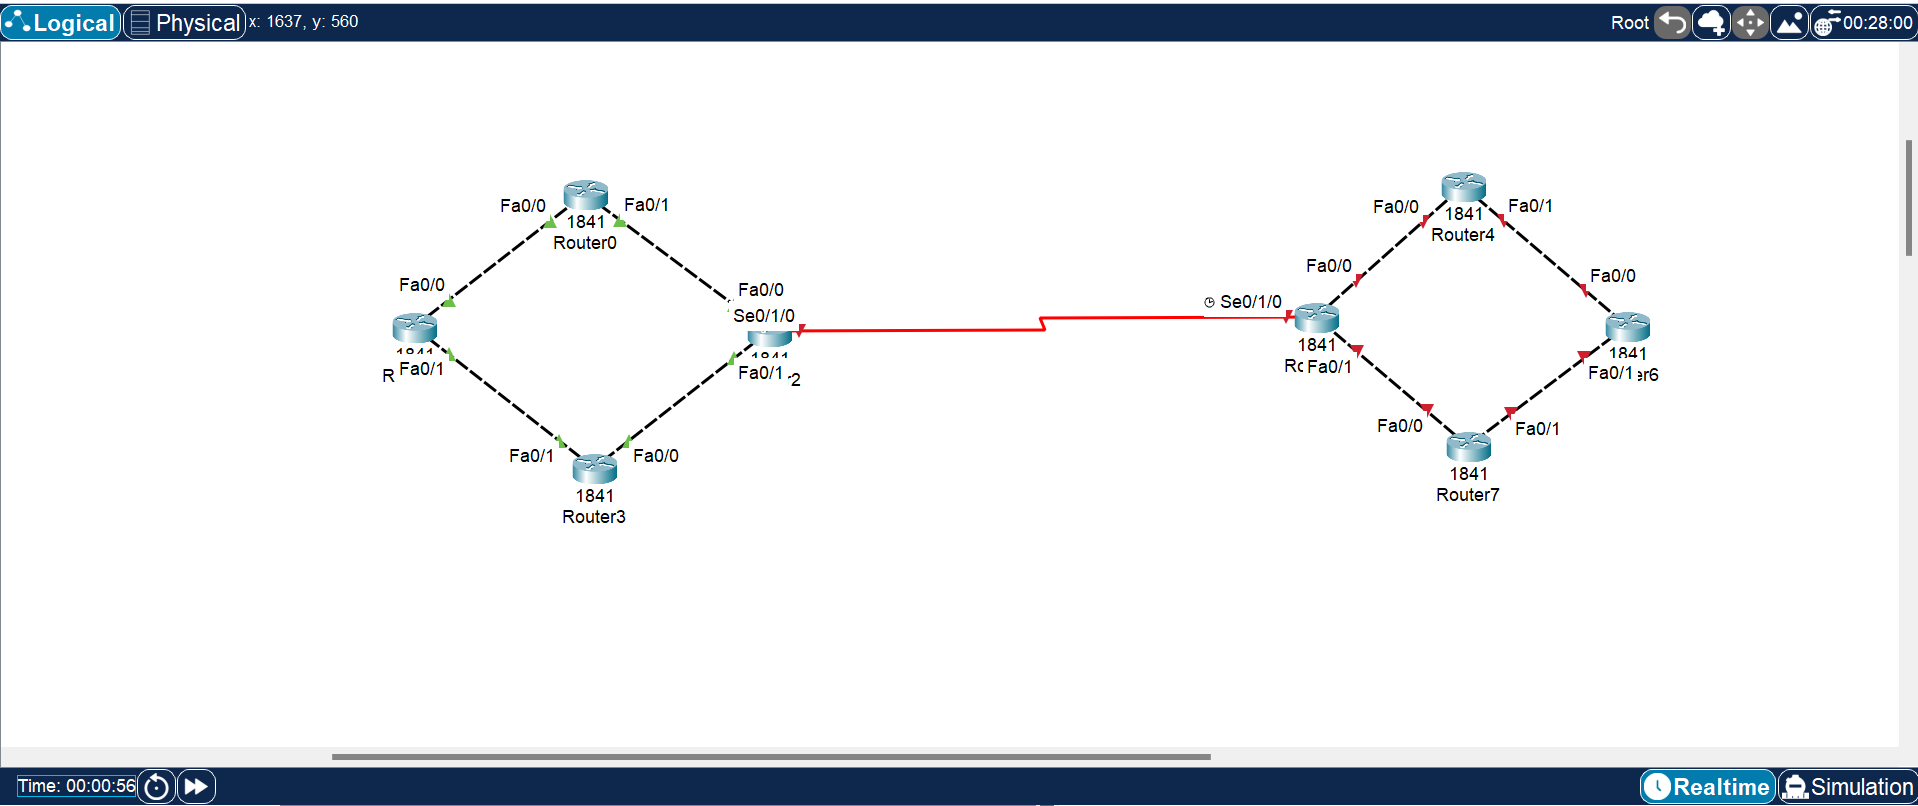 Logical Physical x: 1637, y: 560 Root 00:28:00
Fa0/0 Fa0/1
1841
Router0
Fa0/0
Fa0/0
Se0/1/0
1841
R Fa0/1
1841
Fa0/1 -2
Fa0/1 Fa0/0
1841
Router3
Fa0/0 Fa0/1
1841
Router4
Fa0/0
Fa0/0
Se0/1/0
1841
Fa0/1
1841
Fa0/1 er6
Fa0/0 Fa0/1
1841
Router7
Time: 00:00:56 Realtime Simulation